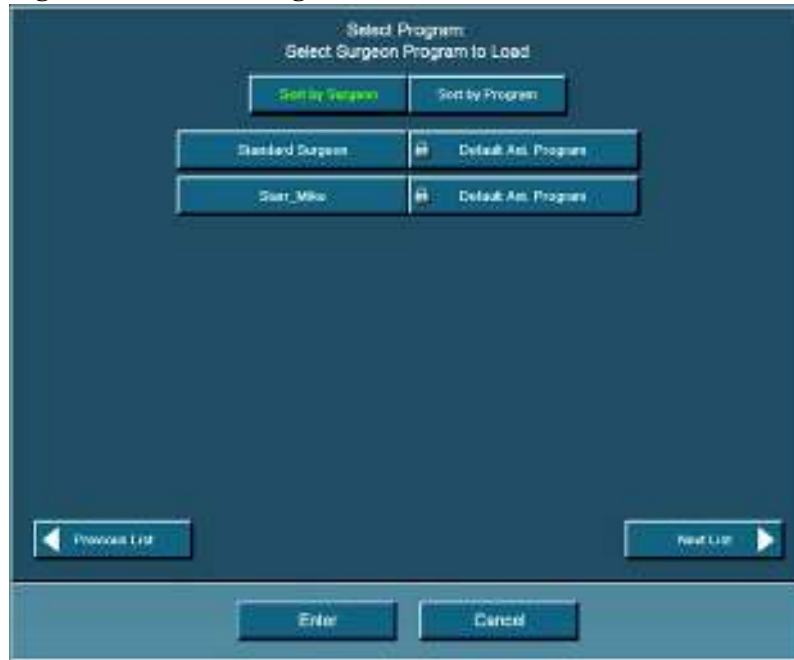 Select Program:
Select Surgeon Program to Load
Sort by Surgeon Sort by Program
Standard Surgeon Default Ant. Program
Starr_Mike Default Ant. Program
Previous List Next List
Enter Cancel